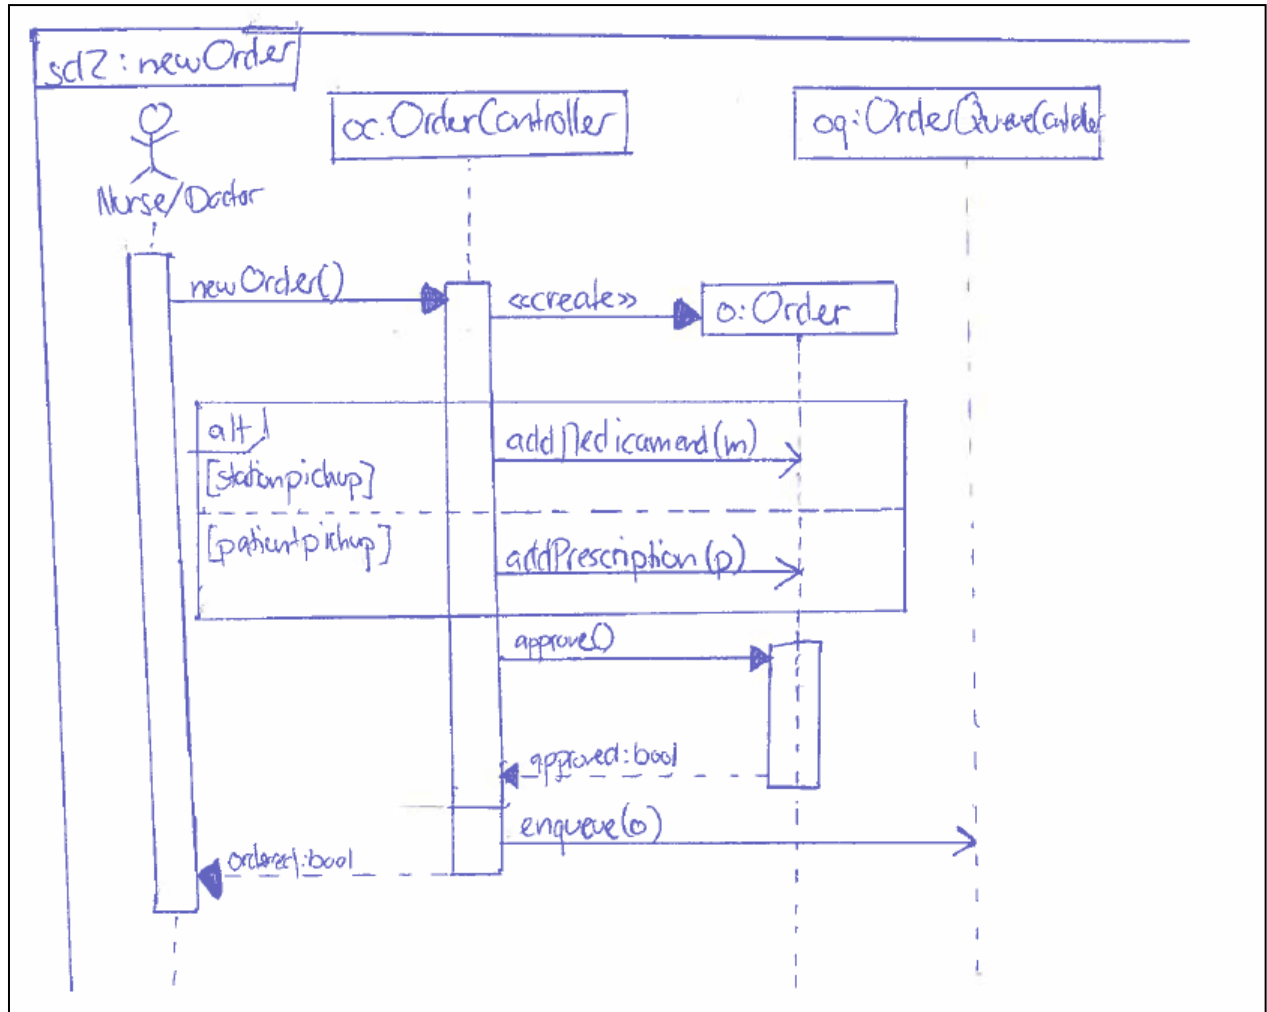 sd2: newOrder
oc:OrderController
oq:OrderQueueController
Nurse/Doctor
newOrder()
«create»
o:Order
alt
addMedicamend(m)
[stationpickup]
[patientpickup]
addPrescription(p)
approve()
approved:bool
enqueue(o)
ordered:bool